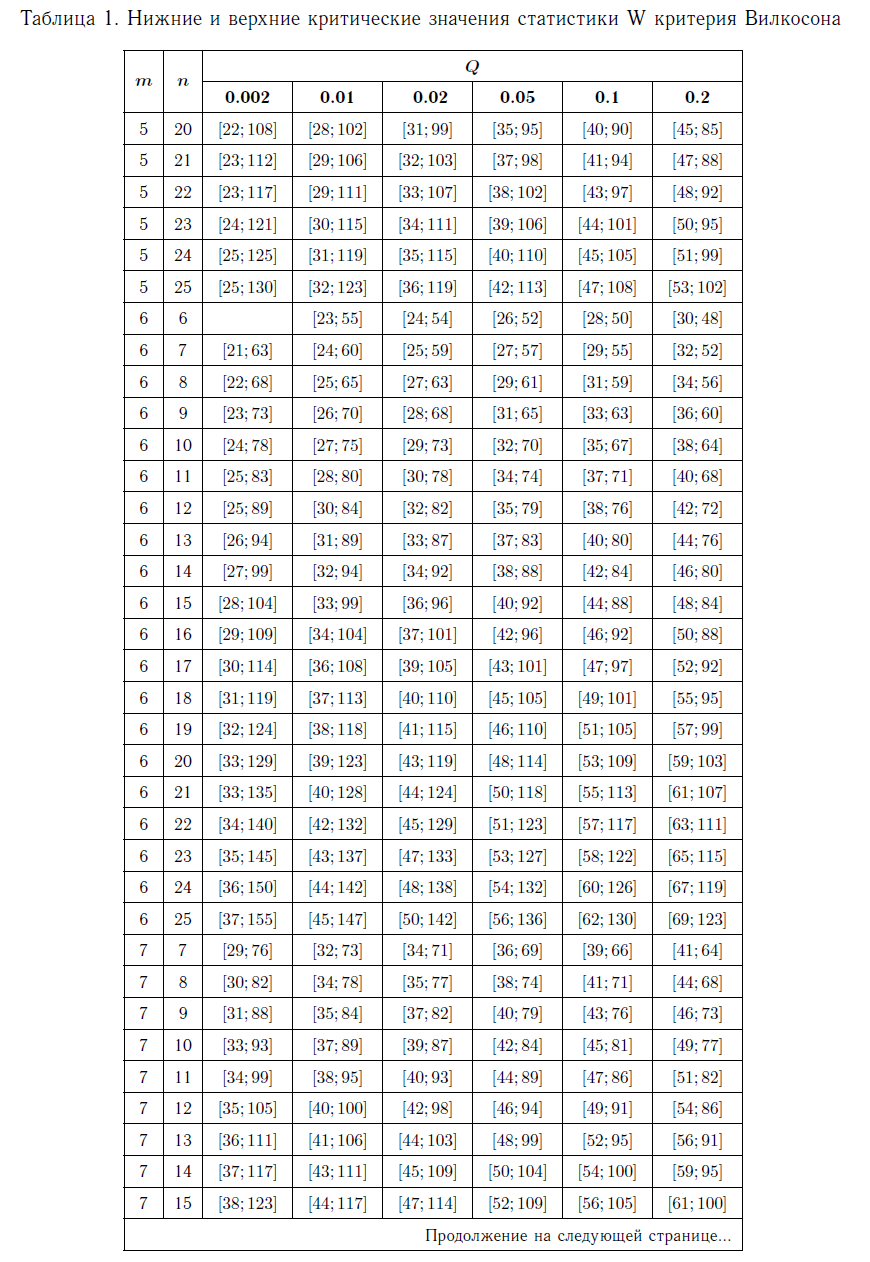 Таблица 1. Нижние и верхние критические значения статистики W критерия Вилкосона
m n Q
0.002 0.01 0.02 0.05 0.1 0.2
5 20 [22; 108] [28; 102] [31; 99] [35; 95] [40; 90] [45; 85]
5 21 [23; 112] [29; 106] [32; 103] [37; 98] [41; 94] [47; 88]
5 22 [23; 117] [29; 111] [33; 107] [38; 102] [43; 97] [48; 92]
5 23 [24; 121] [30; 115] [34; 111] [39; 106] [44; 101] [50; 95]
5 24 [25; 125] [31; 119] [35; 115] [40; 110] [45; 105] [51; 99]
5 25 [25; 130] [32; 123] [36; 119] [42; 113] [47; 108] [53; 102]
6 6 [23; 55] [24; 54] [26; 52] [28; 50] [30; 48]
6 7 [21; 63] [24; 60] [25; 59] [27; 57] [29; 55] [32; 52]
6 8 [22; 68] [25; 65] [27; 63] [29; 61] [31; 59] [34; 56]
6 9 [23; 73] [26; 70] [28; 68] [31; 65] [33; 63] [36; 60]
6 10 [24; 78] [27; 75] [29; 73] [32; 70] [35; 67] [38; 64]
6 11 [25; 83] [28; 80] [30; 78] [34; 74] [37; 71] [40; 68]
6 12 [25; 89] [30; 84] [32; 82] [35; 79] [38; 76] [42; 72]
6 13 [26; 94] [31; 89] [33; 87] [37; 83] [40; 80] [44; 76]
6 14 [27; 99] [32; 94] [34; 92] [38; 88] [42; 84] [46; 80]
6 15 [28; 104] [33; 99] [36; 96] [40; 92] [44; 88] [48; 84]
6 16 [29; 109] [34; 104] [37; 101] [42; 96] [46; 92] [50; 88]
6 17 [30; 114] [36; 108] [39; 105] [43; 101] [47; 97] [52; 92]
6 18 [31; 119] [37; 113] [40; 110] [45; 105] [49; 101] [55; 95]
6 19 [32; 124] [38; 118] [41; 115] [46; 110] [51; 105] [57; 99]
6 20 [33; 129] [39; 123] [43; 119] [48; 114] [53; 109] [59; 103]
6 21 [33; 135] [40; 128] [44; 124] [50; 118] [55; 113] [61; 107]
6 22 [34; 140] [42; 132] [45; 129] [51; 123] [57; 117] [63; 111]
6 23 [35; 145] [43; 137] [47; 133] [53; 127] [58; 122] [65; 115]
6 24 [36; 150] [44; 142] [48; 138] [54; 132] [60; 126] [67; 119]
6 25 [37; 155] [45; 147] [50; 142] [56; 136] [62; 130] [69; 123]
7 7 [29; 76] [32; 73] [34; 71] [36; 69] [39; 66] [41; 64]
7 8 [30; 82] [34; 78] [35; 77] [38; 74] [41; 71] [44; 68]
7 9 [31; 88] [35; 84] [37; 82] [40; 79] [43; 76] [46; 73]
7 10 [33; 93] [37; 89] [39; 87] [42; 84] [45; 81] [49; 77]
7 11 [34; 99] [38; 95] [40; 93] [44; 89] [47; 86] [51; 82]
7 12 [35; 105] [40; 100] [42; 98] [46; 94] [49; 91] [54; 86]
7 13 [36; 111] [41; 106] [44; 103] [48; 99] [52; 95] [56; 91]
7 14 [37; 117] [43; 111] [45; 109] [50; 104] [54; 100] [59; 95]
7 15 [38; 123] [44; 117] [47; 114] [52; 109] [56; 105] [61; 100]
Продолжение на следующей странице...